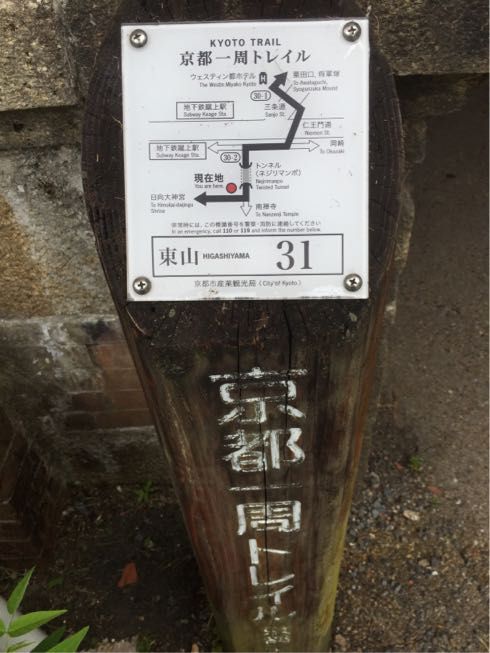 KYOTO TRAIL
京都一周トレイル
ウェスティン都ホテル
The Westin Miyako Kyoto
H
粟田口、将軍塚
To Awataguchi,
Syogunzuka Mound
30-1
地下鉄蹴上駅
Subway Keage Sta.
三条通
Sanjo St.
仁王門通
Niomon St.
地下鉄蹴上駅
Subway Keage Sta.
岡崎
To Okazaki
30-2
トンネル
(ネジリマンポ)
Nejirimanpo
Twisted Tunnel
現在地
You are here.
日向大神宮
To Himukai-daijingu
Shrine
南禅寺
To Nanzenji Temple
非常時には、この標識番号を警察・消防に連絡してください
In an emergency, call 110 or 119 and inform the number below.
東山 HIGASHIYAMA 31
京都市産業観光局 (City of Kyoto)
京都一周トレイル